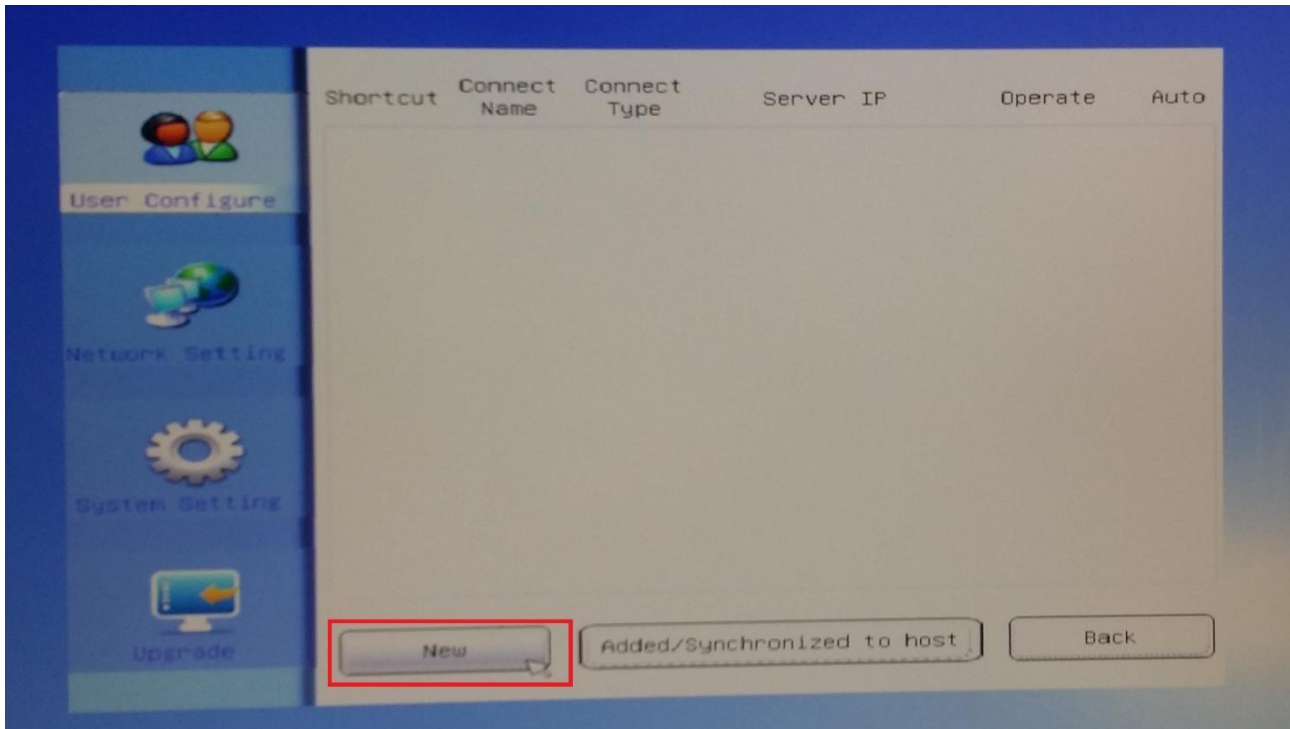 Shortcut Connect Connect Server IP Operate Auto
Name Type
User Configure
Network Setting
System Setting
Upgrade
New Added/Synchronized to host Back